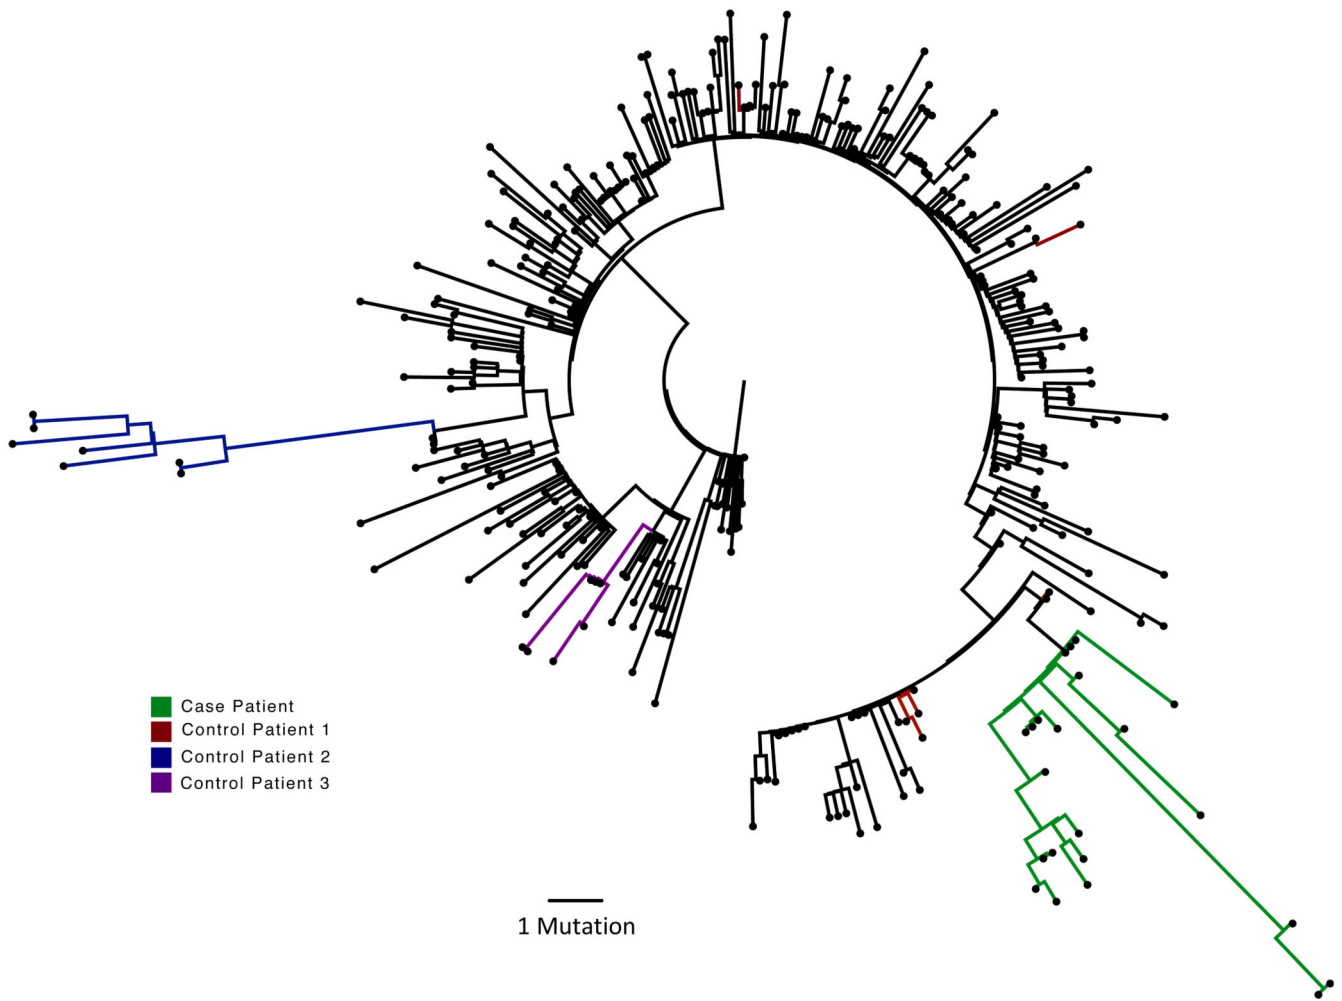 Case Patient
Control Patient 1
Control Patient 2
Control Patient 3
1 Mutation